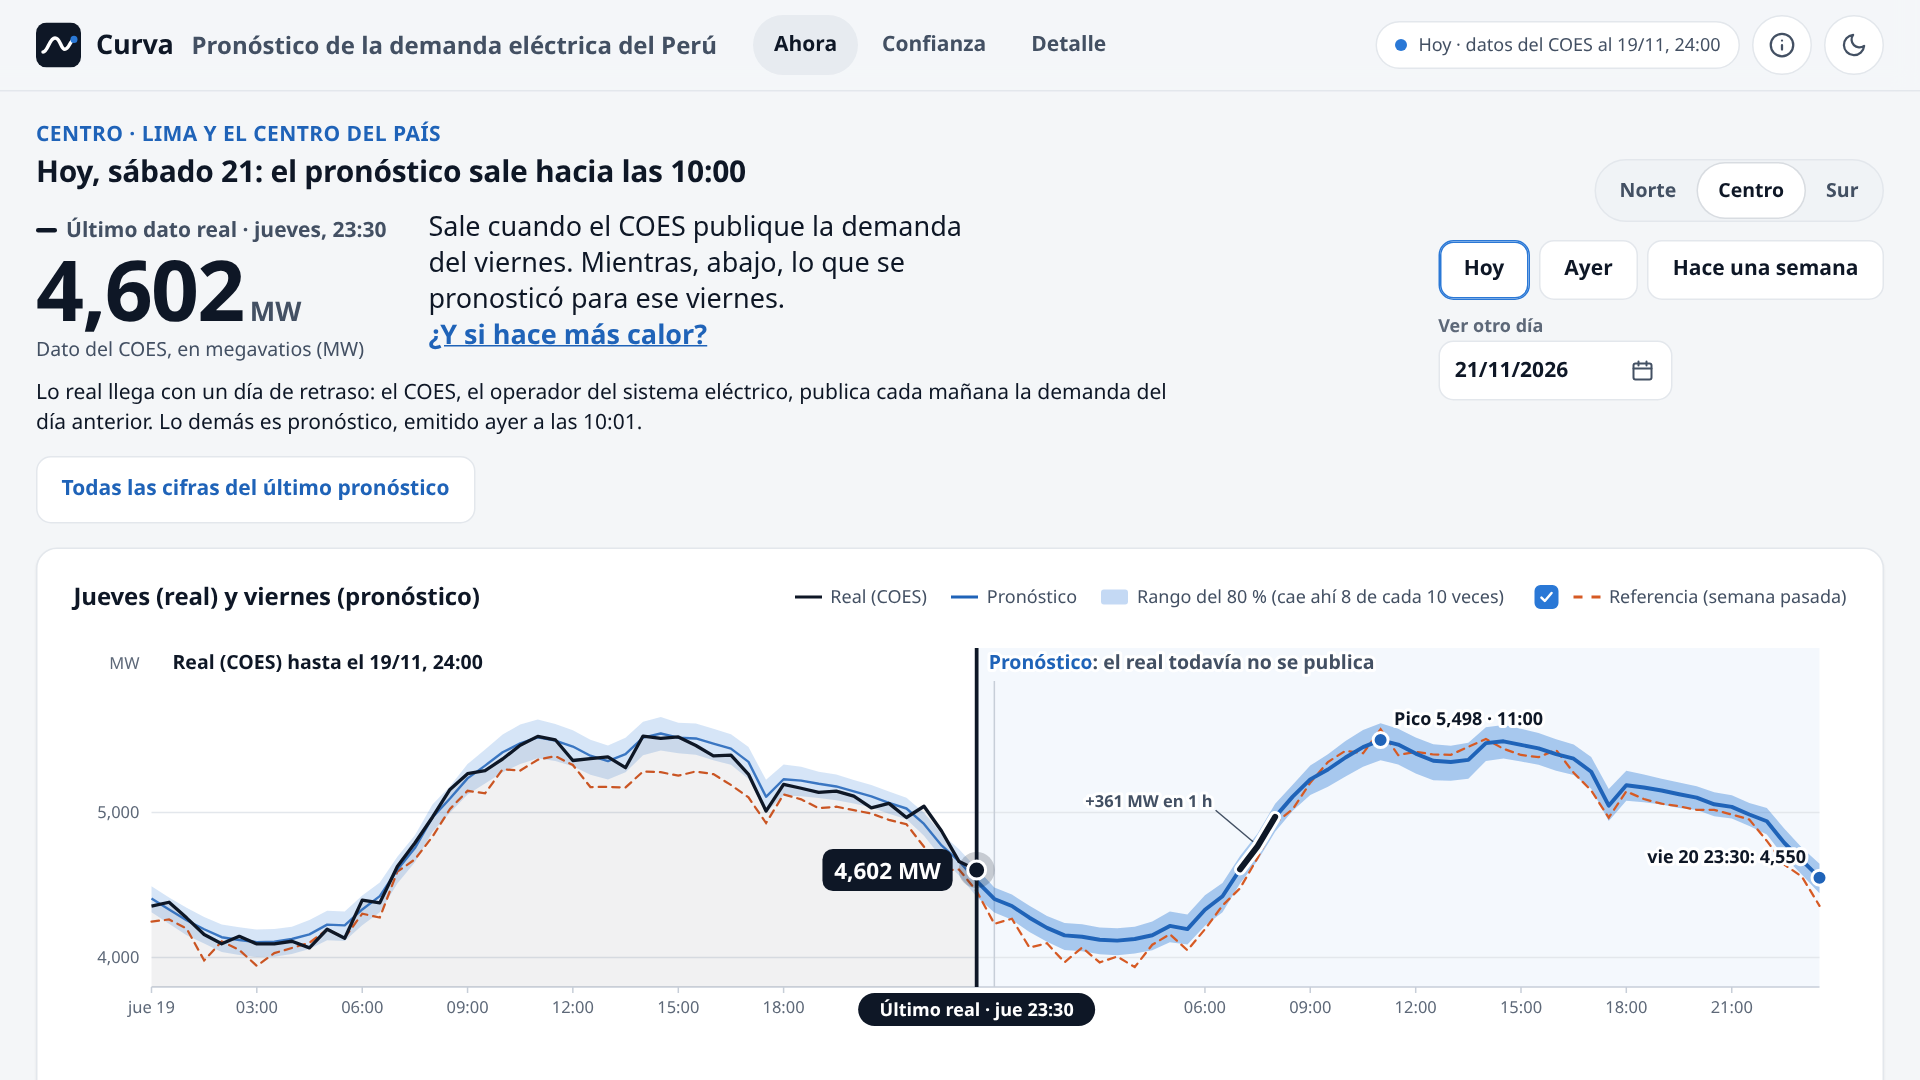 Curva Pronóstico de la demanda eléctrica del Perú Ahora Confianza Detalle Hoy · datos del COES al 19/11, 24:00
CENTRO · LIMA Y EL CENTRO DEL PAÍS
Hoy, sábado 21: el pronóstico sale hacia las 10:00
Norte Centro Sur
Último dato real · jueves, 23:30
4,602 MW
Dato del COES, en megavatios (MW)
Sale cuando el COES publique la demanda
del viernes. Mientras, abajo, lo que se
pronosticó para ese viernes.
¿Y si hace más calor?
Hoy Ayer Hace una semana
Ver otro día
21/11/2026
Lo real llega con un día de retraso: el COES, el operador del sistema eléctrico, publica cada mañana la demanda del
día anterior. Lo demás es pronóstico, emitido ayer a las 10:01.
Todas las cifras del último pronóstico
Jueves (real) y viernes (pronóstico)
Real (COES) Pronóstico Rango del 80 % (cae ahí 8 de cada 10 veces) Referencia (semana pasada)
MW Real (COES) hasta el 19/11, 24:00 Pronóstico: el real todavía no se publica
Pico 5,498 · 11:00
+361 MW en 1 h
5,000
vie 20 23:30: 4,550
4,602 MW
4,000
jue 19 03:00 06:00 09:00 12:00 15:00 18:00 Último real · jue 23:30 06:00 09:00 12:00 15:00 18:00 21:00